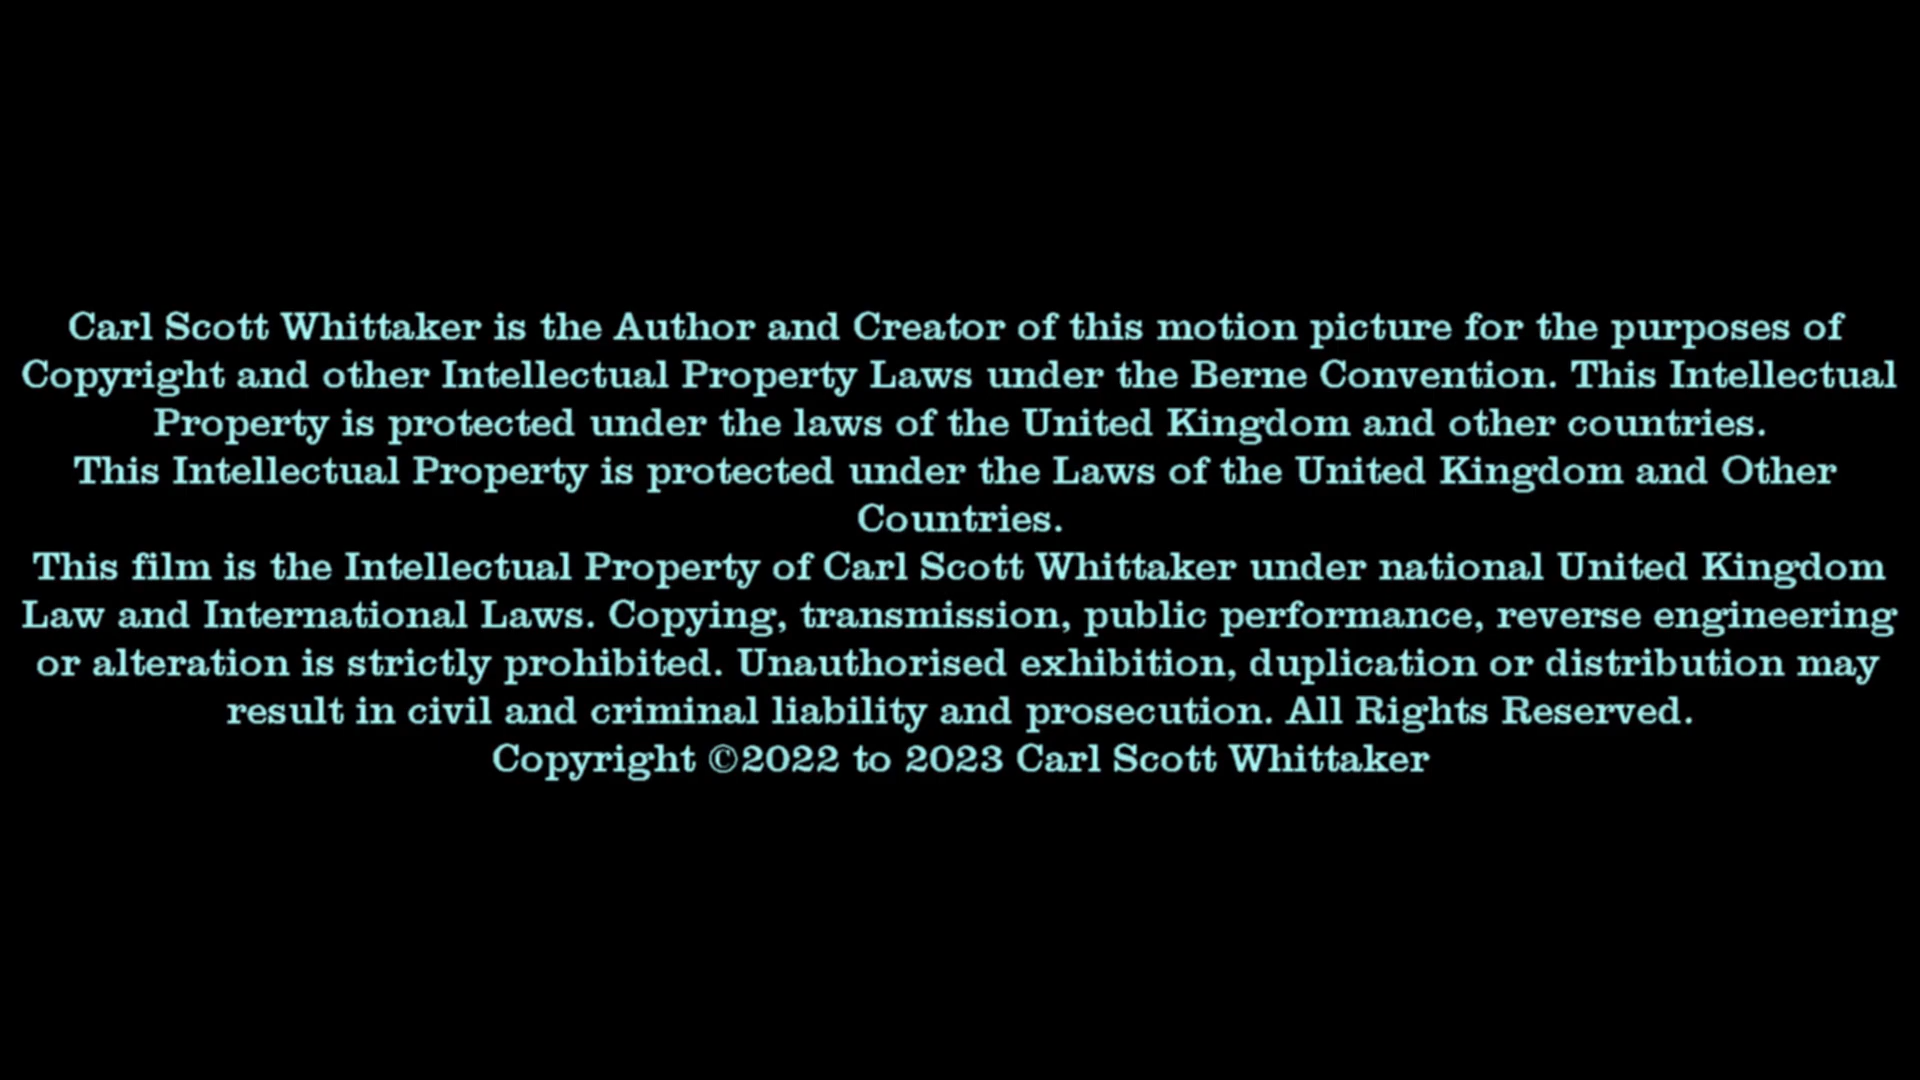 Carl Scott Whittaker is the Author and Creator of this motion picture for the purposes of
Copyright and other Intellectual Property Laws under the Berne Convention. This Intellectual
Property is protected under the laws of the United Kingdom and other countries.
This Intellectual Property is protected under the Laws of the United Kingdom and Other
Countries.
This film is the Intellectual Property of Carl Scott Whittaker under national United Kingdom
Law and International Laws. Copying, transmission, public performance, reverse engineering
or alteration is strictly prohibited. Unauthorised exhibition, duplication or distribution may
result in civil and criminal liability and prosecution. All Rights Reserved.
Copyright ©2022 to 2023 Carl Scott Whittaker